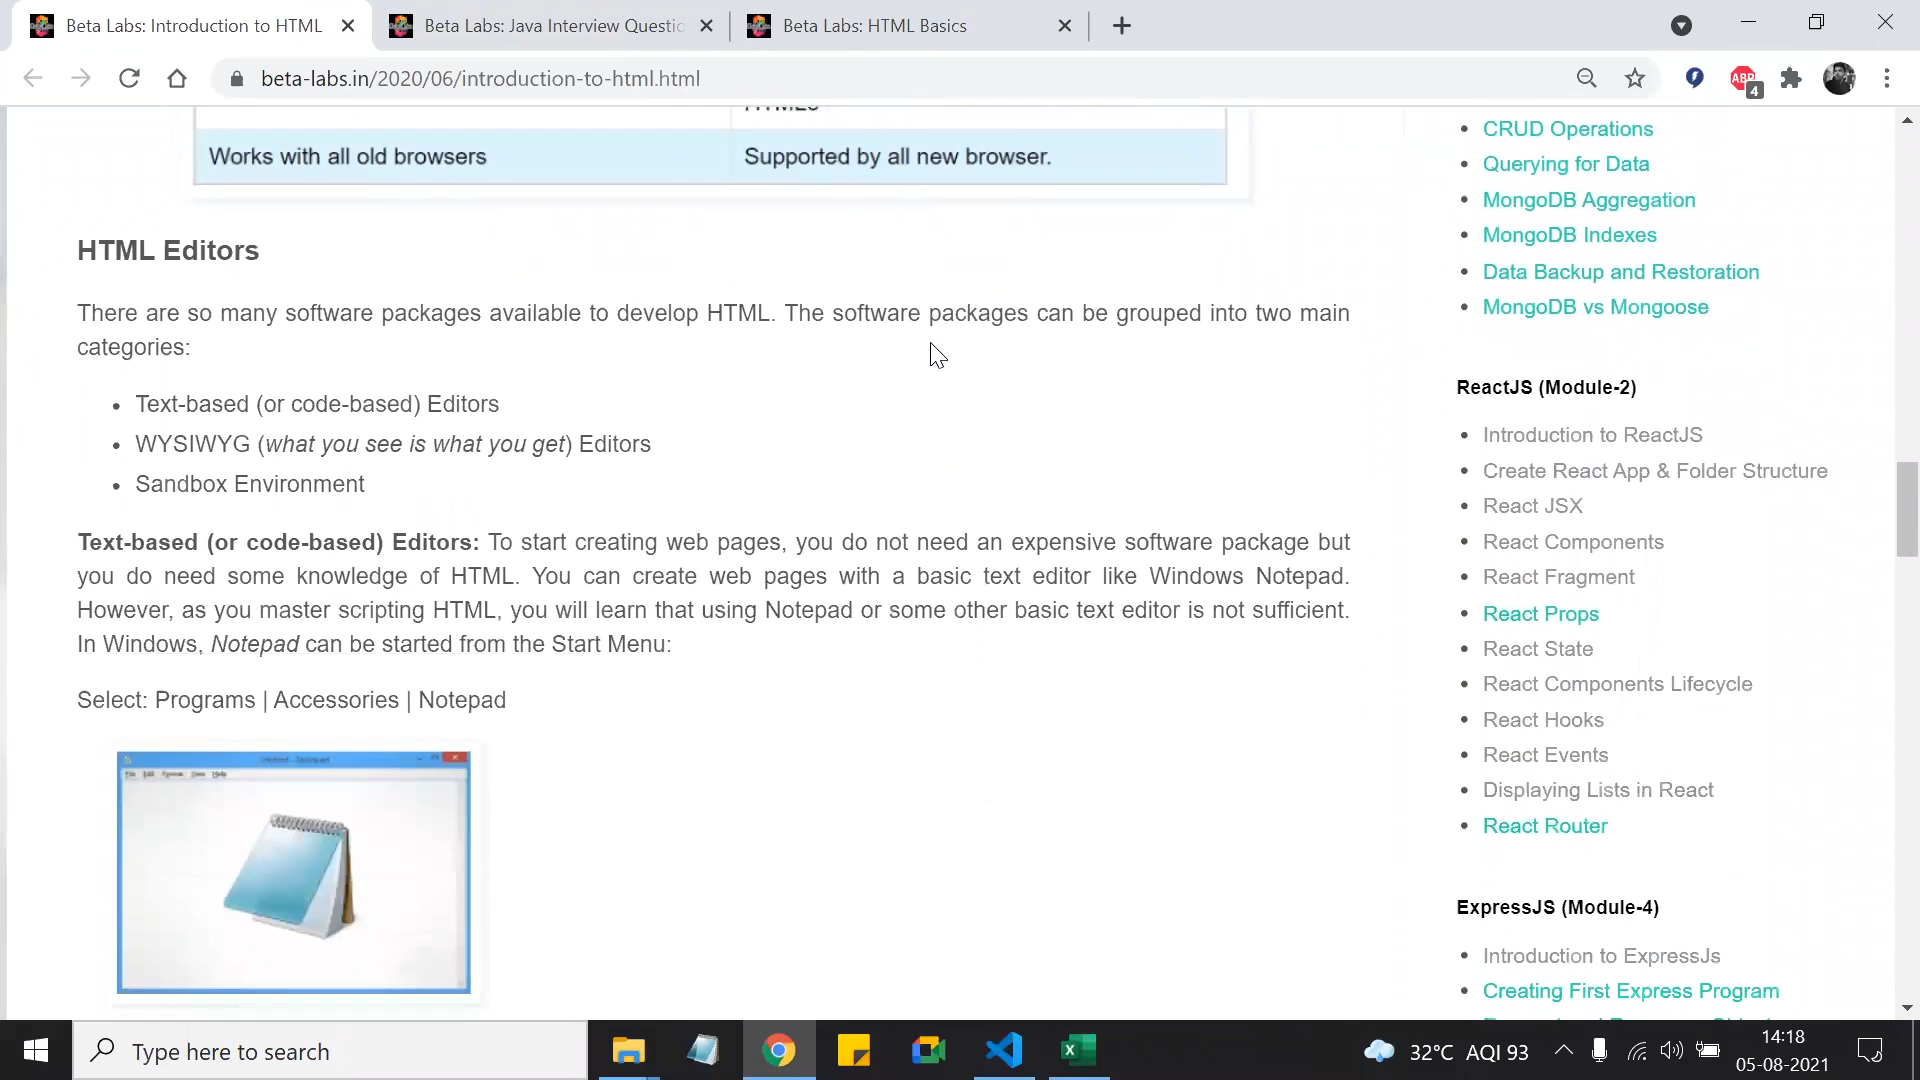 Beta Labs: Introduction to HTML
Beta Labs: Java Interview Questio
Beta Labs: HTML Basics
beta-labs.in/2020/06/introduction-to-html.html
ABP
4
Works with all old browsers
Supported by all new browser.
HTML Editors
There are so many software packages available to develop HTML. The software packages can be grouped into two main
categories:
• Text-based (or code-based) Editors
• WYSIWYG (what you see is what you get) Editors
• Sandbox Environment
Text-based (or code-based) Editors: To start creating web pages, you do not need an expensive software package but
you do need some knowledge of HTML. You can create web pages with a basic text editor like Windows Notepad.
However, as you master scripting HTML, you will learn that using Notepad or some other basic text editor is not sufficient.
In Windows, Notepad can be started from the Start Menu:
Select: Programs | Accessories | Notepad
• CRUD Operations
• Querying for Data
• MongoDB Aggregation
• MongoDB Indexes
• Data Backup and Restoration
• MongoDB vs Mongoose
ReactJS (Module-2)
• Introduction to ReactJS
• Create React App & Folder Structure
• React JSX
• React Components
• React Fragment
• React Props
• React State
• React Components Lifecycle
• React Hooks
• React Events
• Displaying Lists in React
• React Router
ExpressJS (Module-4)
• Introduction to ExpressJs
• Creating First Express Program
Type here to search
32°C AQI 93
14:18
05-08-2021